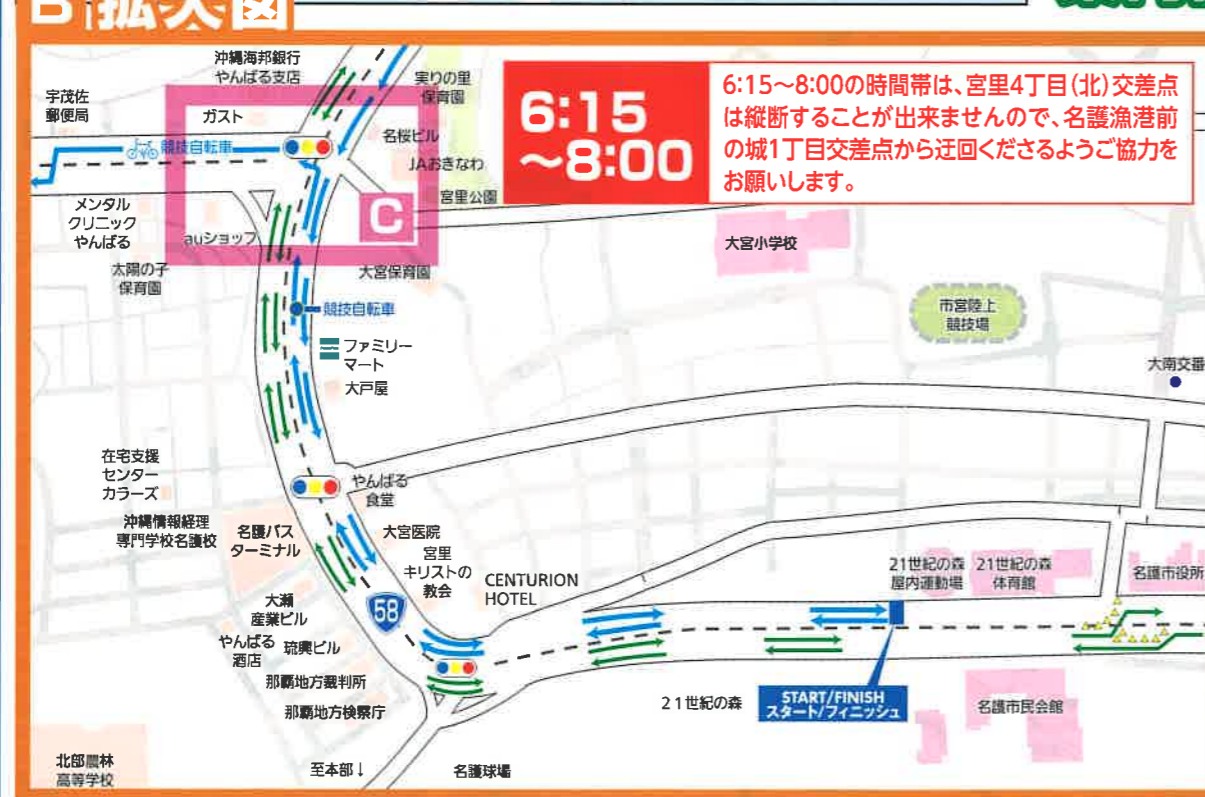 B 拡大図
沖縄海邦銀行
やんばる支店
実りの里
保育園
宇茂佐
郵便局
ガスト
競技自転車
名桜ビル
JAおきなわ
宮里公園
C
メンタル
クリニック
やんばる
auショップ
太陽の子
保育園
大宮保育園
6:15
~8:00
6:15~8:00の時間帯は、宮里4丁目(北)交差点
は縦断することが出来ませんので、名護漁港前
の城1丁目交差点から迂回くださるようご協力を
お願いします。
大宮小学校
市営陸上
競技場
大南交番
競技自転車
ファミリー
マート
大戸屋
在宅支援
センター
カラーズ
やんばる
食堂
沖縄情報経理
専門学校名護校
名護バス
ターミナル
大宮医院
宮里
キリストの
教会
CENTURION
HOTEL
58
大瀬
産業ビル
やんばる
酒店
琉興ビル
那覇地方裁判所
那覇地方検察庁
21世紀の森
屋内運動場
21世紀の森
体育館
名護市役所
21世紀の森
START/FINISH
スタート/フィニッシュ
名護市民会館
北部農林
高等学校
至本部↓
名護球場